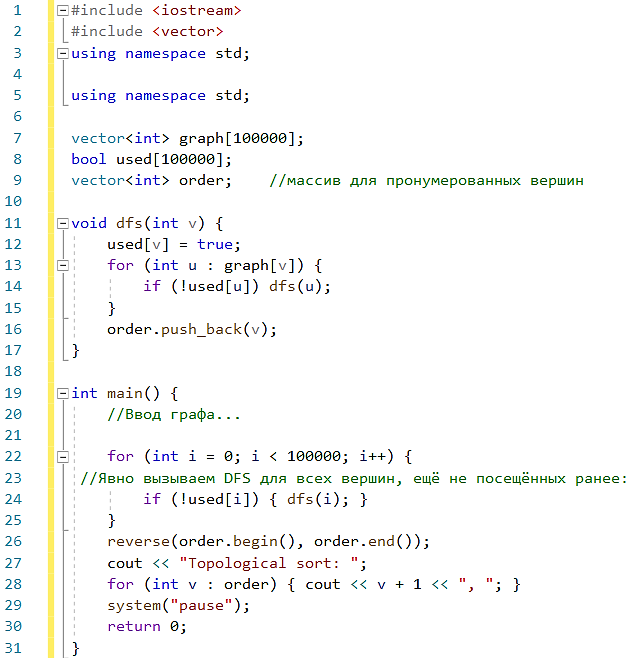 1 #include <iostream>
2 #include <vector>
3 using namespace std;
4
5 using namespace std;
6
7 vector<int> graph[100000];
8 bool used[100000];
9 vector<int> order;    //массив для пронумерованных вершин
10
11 void dfs(int v) {
12     used[v] = true;
13     for (int u : graph[v]) {
14         if (!used[u]) dfs(u);
15     }
16     order.push_back(v);
17 }
18
19 int main() {
20     //Ввод графа...
21
22     for (int i = 0; i < 100000; i++) {
23  //Явно вызываем DFS для всех вершин, ещё не посещённых ранее:
24         if (!used[i]) { dfs(i); }
25     }
26     reverse(order.begin(), order.end());
27     cout << "Topological sort: ";
28     for (int v : order) { cout << v + 1 << ", "; }
29     system("pause");
30     return 0;
31 }